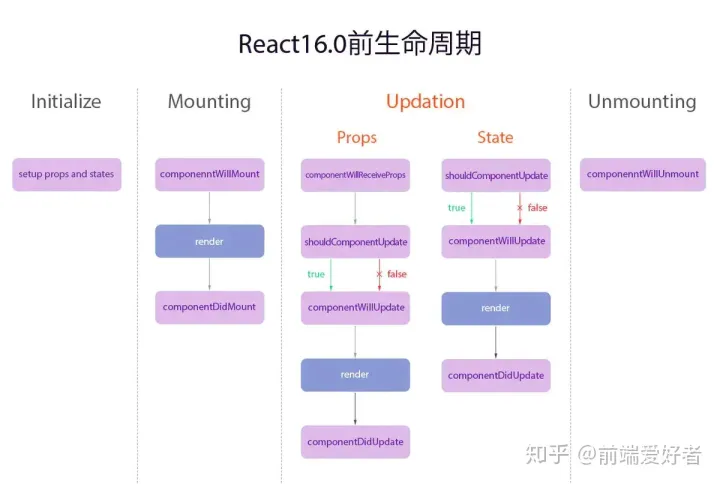 React16.0前生命周期
Initialize
Mounting
Updation
Unmounting
Props
State
setup props and states
componenntWillMount
render
componentDidMount
componentWillReceiveProps
shouldComponentUpdate
true
× false
componentWillUpdate
render
componentDidUpdate
shouldComponentUpdate
true
× false
componentWillUpdate
render
componentDidUpdate
componenntWillUnmount
知乎 @前端爱好者